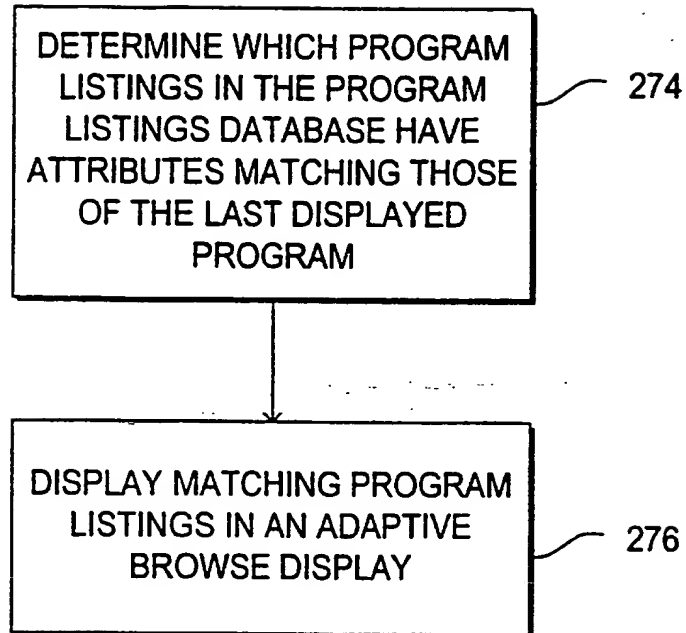 DETERMINE WHICH PROGRAM
LISTINGS IN THE PROGRAM
LISTINGS DATABASE HAVE
ATTRIBUTES MATCHING THOSE
OF THE LAST DISPLAYED
PROGRAM
274
DISPLAY MATCHING PROGRAM
LISTINGS IN AN ADAPTIVE
BROWSE DISPLAY
276